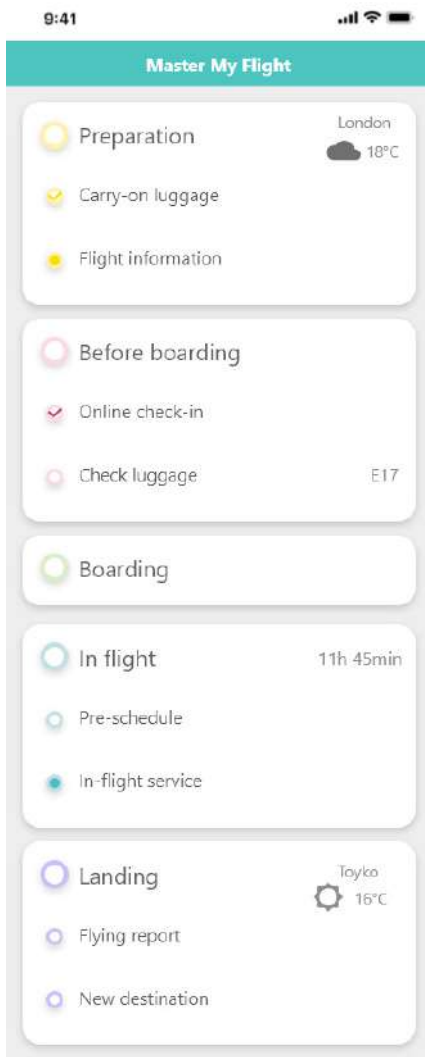 9:41
Master My Flight
Preparation
London
18°C
Carry-on luggage
Flight information
Before boarding
Online check-in
Check luggage
E17
Boarding
In flight
11h 45min
Pre-schedule
In-flight service
Landing
Toyko
16°C
Flying report
New destination